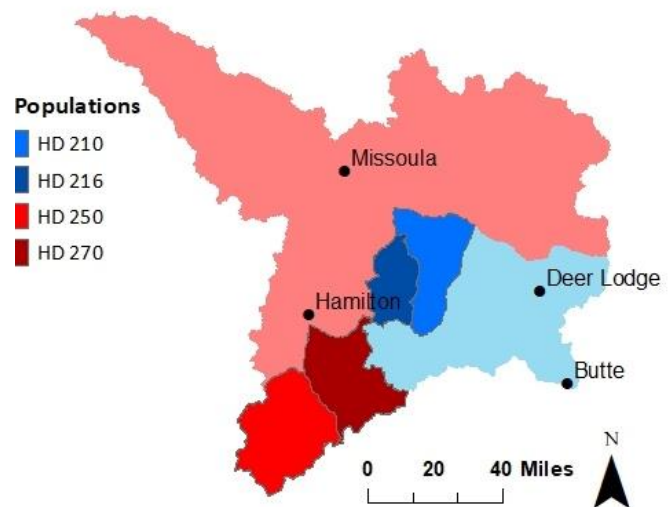 Populations
HD 210
HD 216
HD 250
HD 270
Missoula
Hamilton
Deer Lodge
Butte
0 20 40 Miles
N